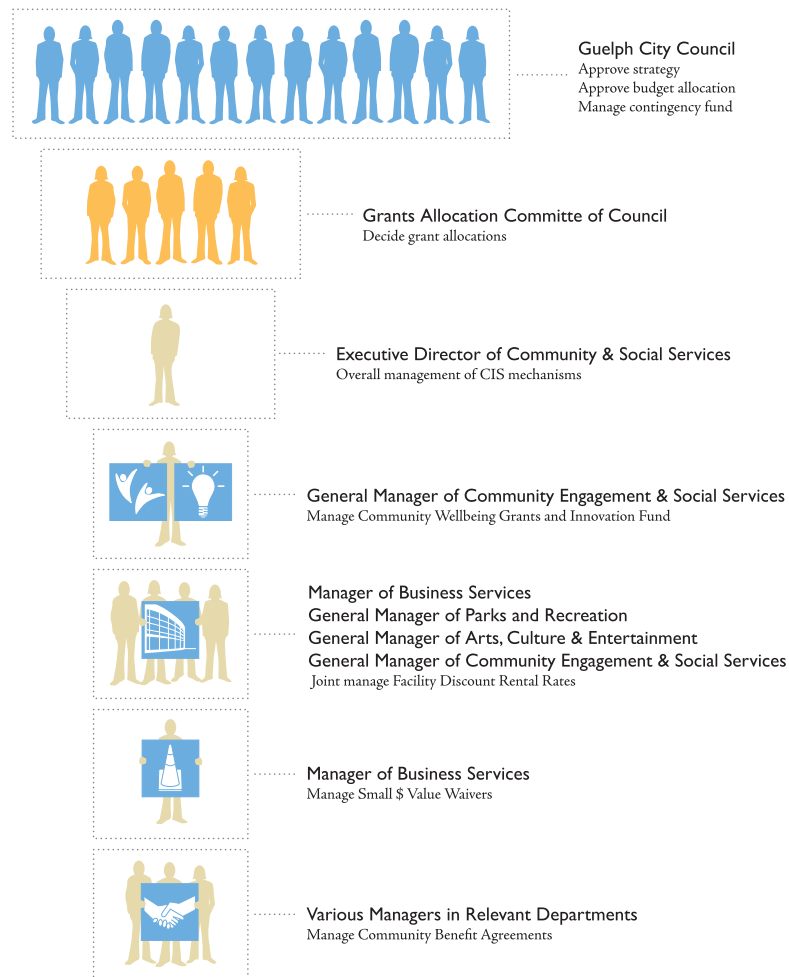 Guelph City Council
Approve strategy
Approve budget allocation
Manage contingency fund
Grants Allocation Committe of Council
Decide grant allocations
Executive Director of Community & Social Services
Overall management of CIS mechanisms
General Manager of Community Engagement & Social Services
Manage Community Wellbeing Grants and Innovation Fund
Manager of Business Services
General Manager of Parks and Recreation
General Manager of Arts, Culture & Entertainment
General Manager of Community Engagement & Social Services
Joint manage Facility Discount Rental Rates
Manager of Business Services
Manage Small $ Value Waivers
Various Managers in Relevant Departments
Manage Community Benefit Agreements